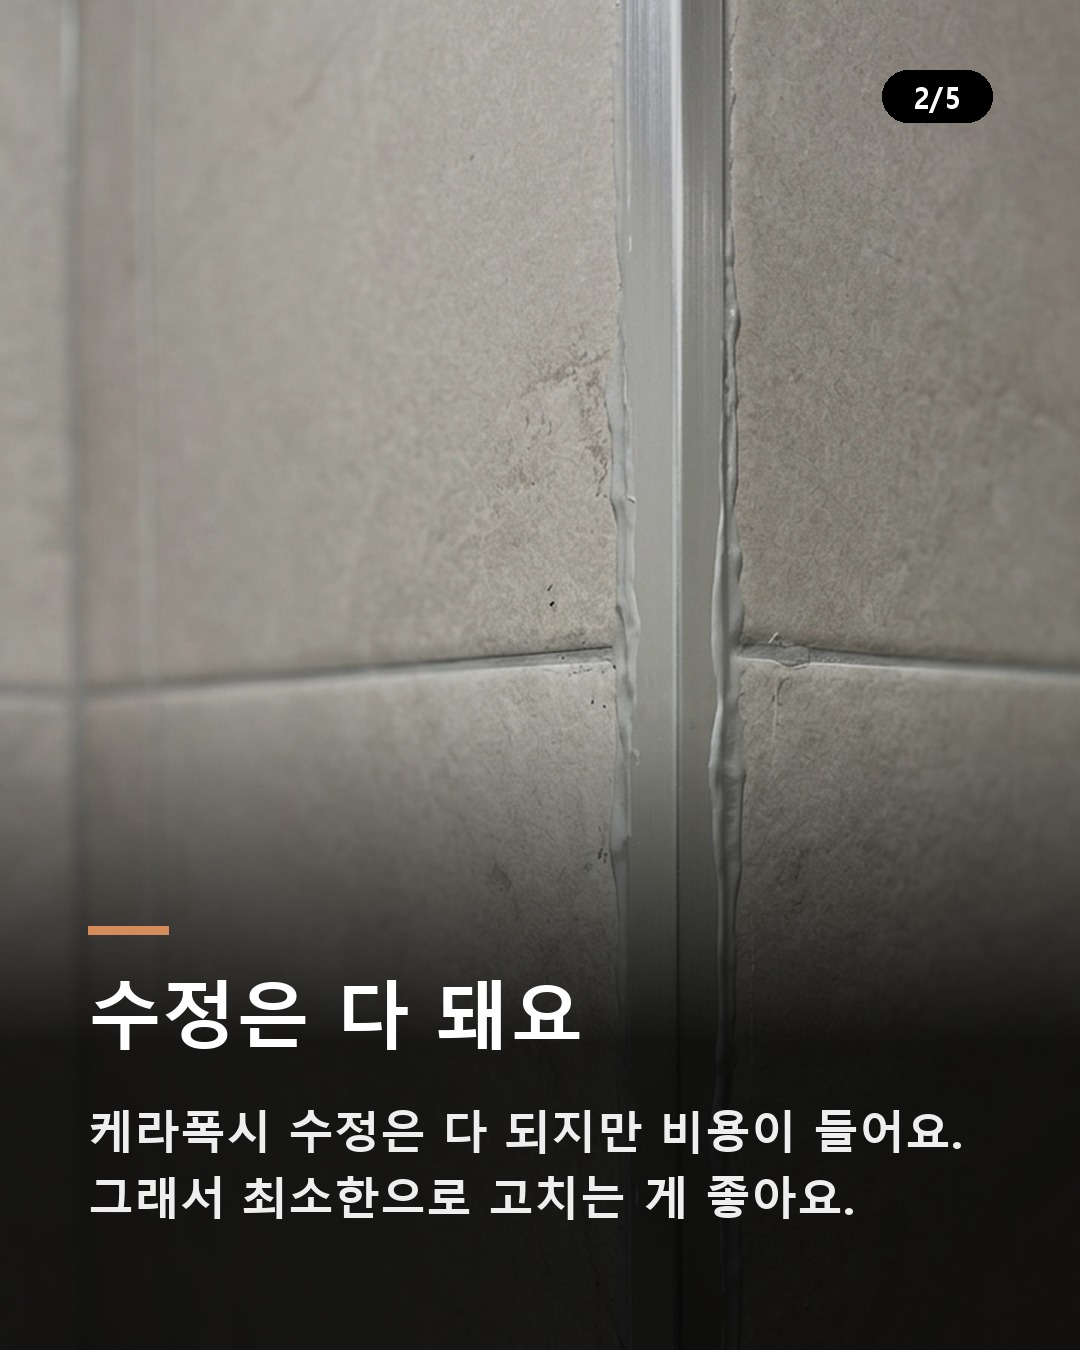 2/5
수정은 다 돼요
케라폭시 수정은 다 되지만 비용이 들어요.
그래서 최소한으로 고치는 게 좋아요.